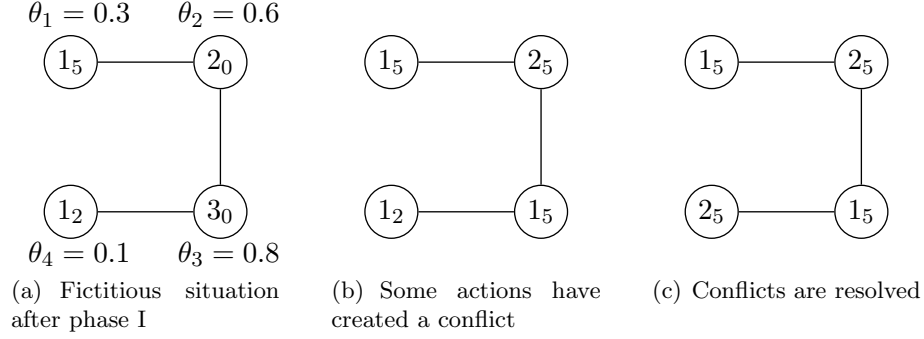 θ₁ = 0.3 θ₂ = 0.6
1₅ 2₀ 1₅ 2₅ 1₅ 2₅
1₂ 3₀ 1₂ 1₅ 2₅ 1₅
θ₄ = 0.1 θ₃ = 0.8
(a) Fictitious situation
after phase I
(b) Some actions have
created a conflict
(c) Conflicts are resolved